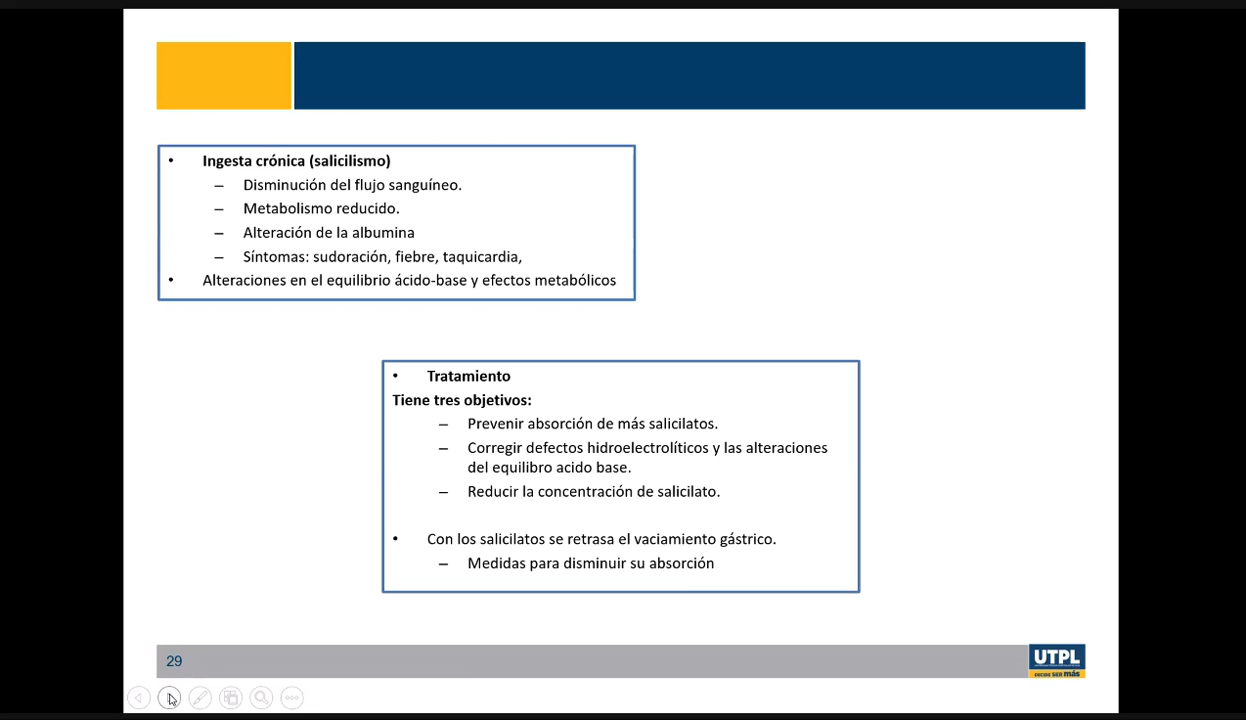 • Ingesta crónica (salicilismo)
– Disminución del flujo sanguíneo.
– Metabolismo reducido.
– Alteración de la albumina
– Síntomas: sudoración, fiebre, taquicardia,
• Alteraciones en el equilibrio ácido-base y efectos metabólicos
• Tratamiento
Tiene tres objetivos:
– Prevenir absorción de más salicilatos.
– Corregir defectos hidroelectrolíticos y las alteraciones
del equilibro acido base.
– Reducir la concentración de salicilato.
• Con los salicilatos se retrasa el vaciamiento gástrico.
– Medidas para disminuir su absorción
29
UTPL
DECIDE SER más